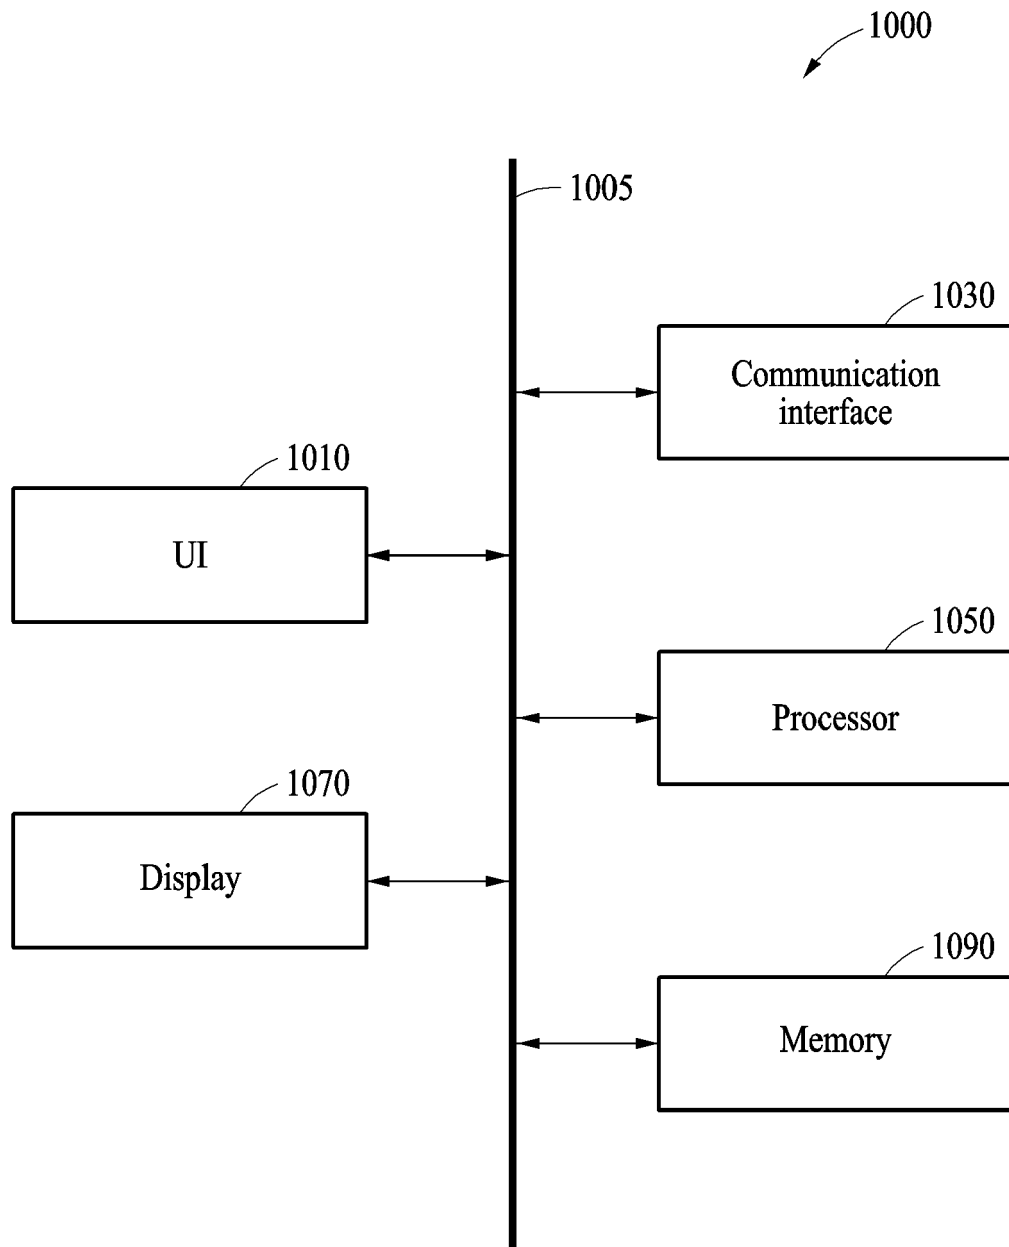 1000
1005
1030
Communication
interface
1010
UI
1050
Processor
1070
Display
1090
Memory